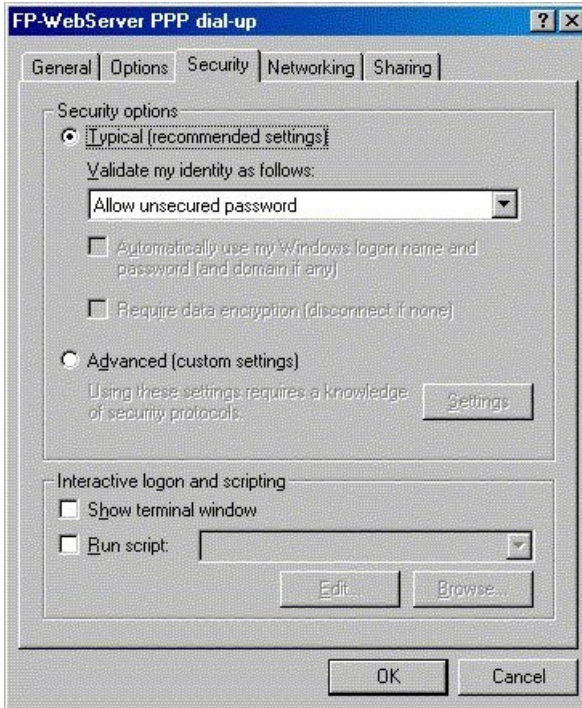 FP-WebServer PPP dial-up
General Options Security Networking Sharing
Security options
Typical (recommended settings)
Validate my identity as follows:
Allow unsecured password
Automatically use my Windows logon name and
password (and domain if any)
Require data encryption (disconnect if none)
Advanced (custom settings)
Using these settings requires a knowledge
of security protocols.
Settings
Interactive logon and scripting
Show terminal window
Run script:
Edit... Browse...
OK Cancel